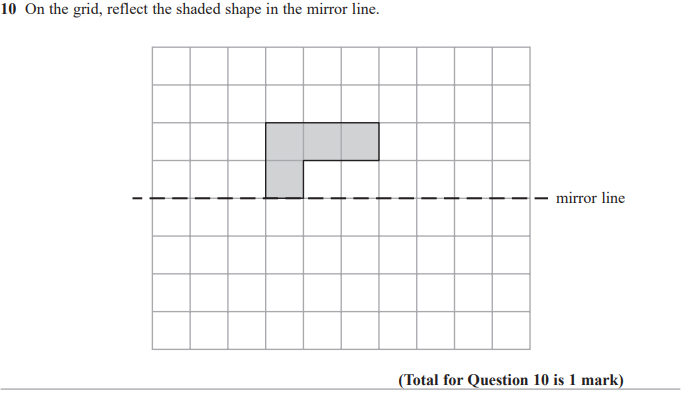 10 On the grid, reflect the shaded shape in the mirror line.
mirror line
(Total for Question 10 is 1 mark)